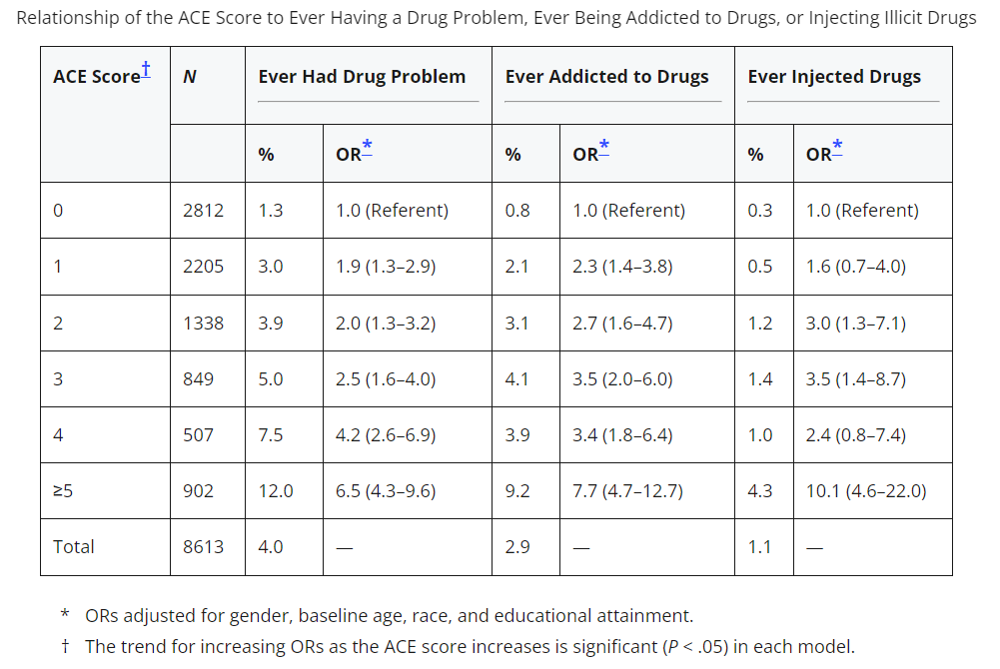 Relationship of the ACE Score to Ever Having a Drug Problem, Ever Being Addicted to Drugs, or Injecting Illicit Drugs
ACE Score† N Ever Had Drug Problem Ever Addicted to Drugs Ever Injected Drugs
% OR* % OR* % OR*
0 2812 1.3 1.0 (Referent) 0.8 1.0 (Referent) 0.3 1.0 (Referent)
1 2205 3.0 1.9 (1.3–2.9) 2.1 2.3 (1.4–3.8) 0.5 1.6 (0.7–4.0)
2 1338 3.9 2.0 (1.3–3.2) 3.1 2.7 (1.6–4.7) 1.2 3.0 (1.3–7.1)
3 849 5.0 2.5 (1.6–4.0) 4.1 3.5 (2.0–6.0) 1.4 3.5 (1.4–8.7)
4 507 7.5 4.2 (2.6–6.9) 3.9 3.4 (1.8–6.4) 1.0 2.4 (0.8–7.4)
≥5 902 12.0 6.5 (4.3–9.6) 9.2 7.7 (4.7–12.7) 4.3 10.1 (4.6–22.0)
Total 8613 4.0 — 2.9 — 1.1 —
* ORs adjusted for gender, baseline age, race, and educational attainment.
† The trend for increasing ORs as the ACE score increases is significant (P < .05) in each model.